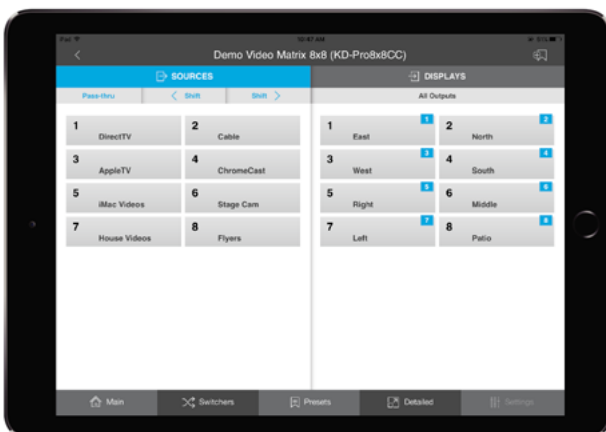 iPad 10:47 AM
Demo Video Matrix 8x8 (KD-Pro8x8CC)
SOURCES DISPLAYS
Pass-thru Shift Shift All Outputs
1 DirectTV 2 Cable 1 East 1 2 North 2
3 AppleTV 4 ChromeCast 3 West 3 4 South 4
5 iMac Videos 6 Stage Cam 5 Right 5 6 Middle 6
7 House Videos 8 Flyers 7 Left 7 8 Patio 8
Main Switchers Presets Detailed Settings